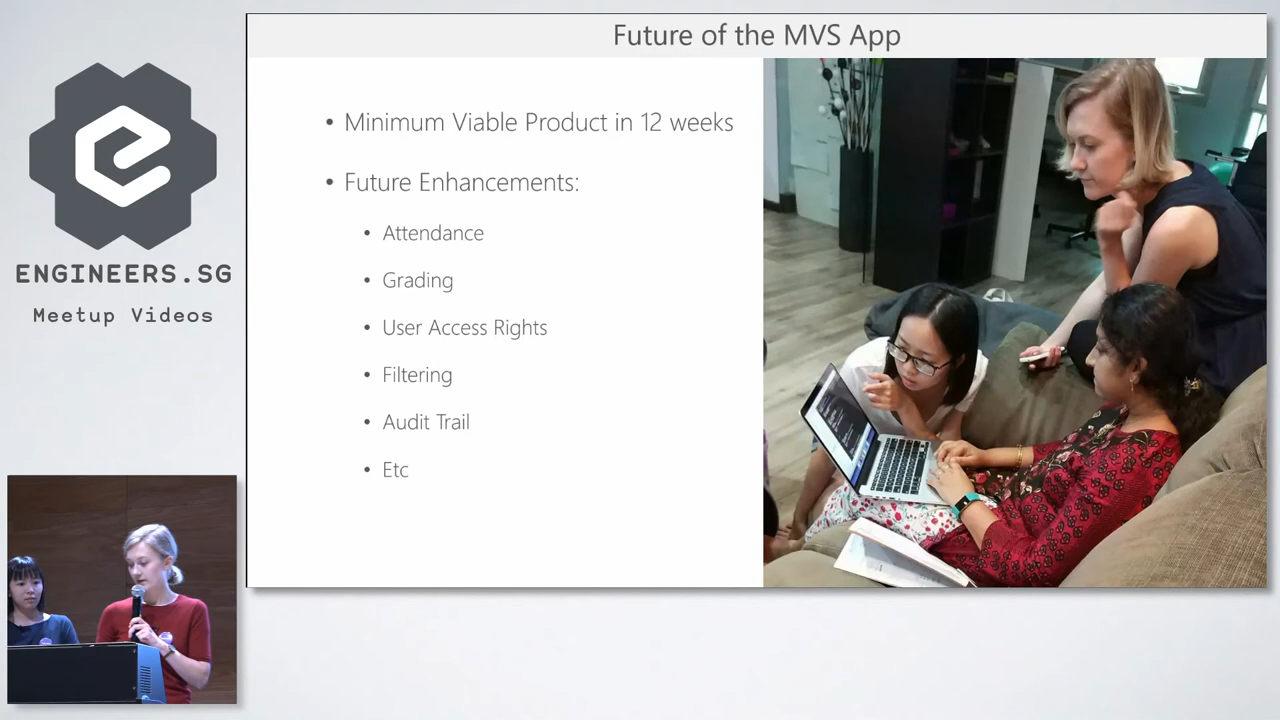 Future of the MVS App
ENGINEERS.SG
Meetup Videos
• Minimum Viable Product in 12 weeks
• Future Enhancements:
• Attendance
• Grading
• User Access Rights
• Filtering
• Audit Trail
• Etc